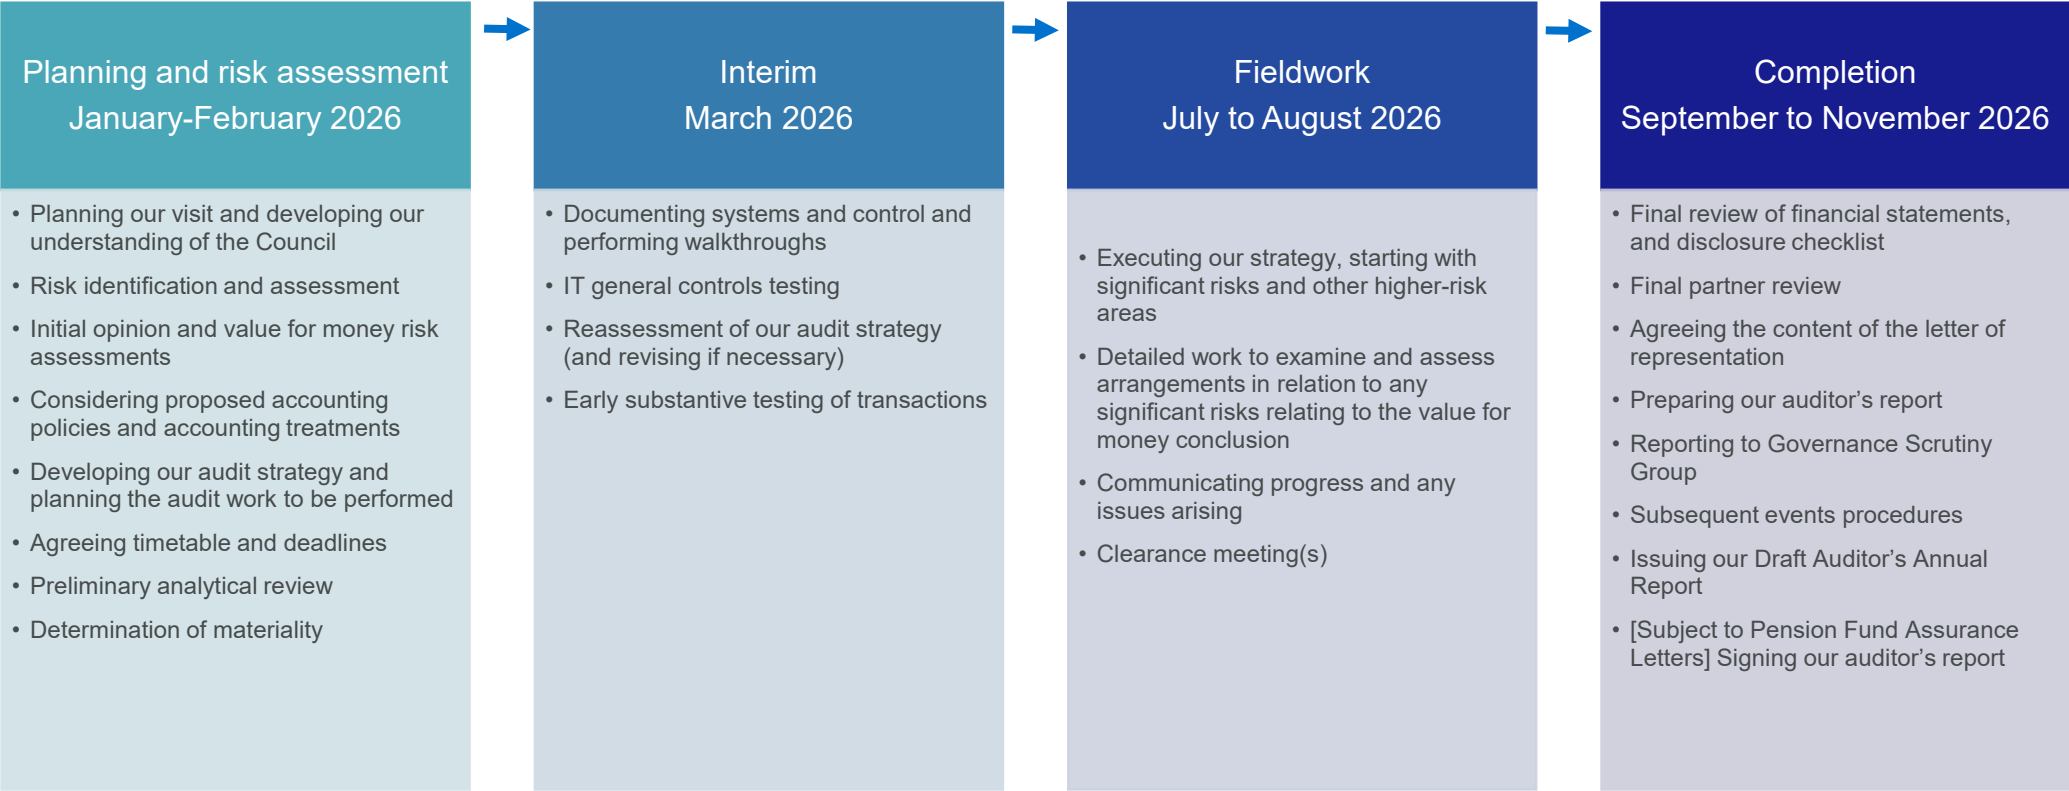 Planning and risk assessment
January-February 2026
• Planning our visit and developing our
understanding of the Council
• Risk identification and assessment
• Initial opinion and value for money risk
assessments
• Considering proposed accounting
policies and accounting treatments
• Developing our audit strategy and
planning the audit work to be performed
• Agreeing timetable and deadlines
• Preliminary analytical review
• Determination of materiality
Interim
March 2026
• Documenting systems and control and
performing walkthroughs
• IT general controls testing
• Reassessment of our audit strategy
(and revising if necessary)
• Early substantive testing of transactions
Fieldwork
July to August 2026
• Executing our strategy, starting with
significant risks and other higher-risk
areas
• Detailed work to examine and assess
arrangements in relation to any
significant risks relating to the value for
money conclusion
• Communicating progress and any
issues arising
• Clearance meeting(s)
Completion
September to November 2026
• Final review of financial statements,
and disclosure checklist
• Final partner review
• Agreeing the content of the letter of
representation
• Preparing our auditor’s report
• Reporting to Governance Scrutiny
Group
• Subsequent events procedures
• Issuing our Draft Auditor’s Annual
Report
• [Subject to Pension Fund Assurance
Letters] Signing our auditor’s report